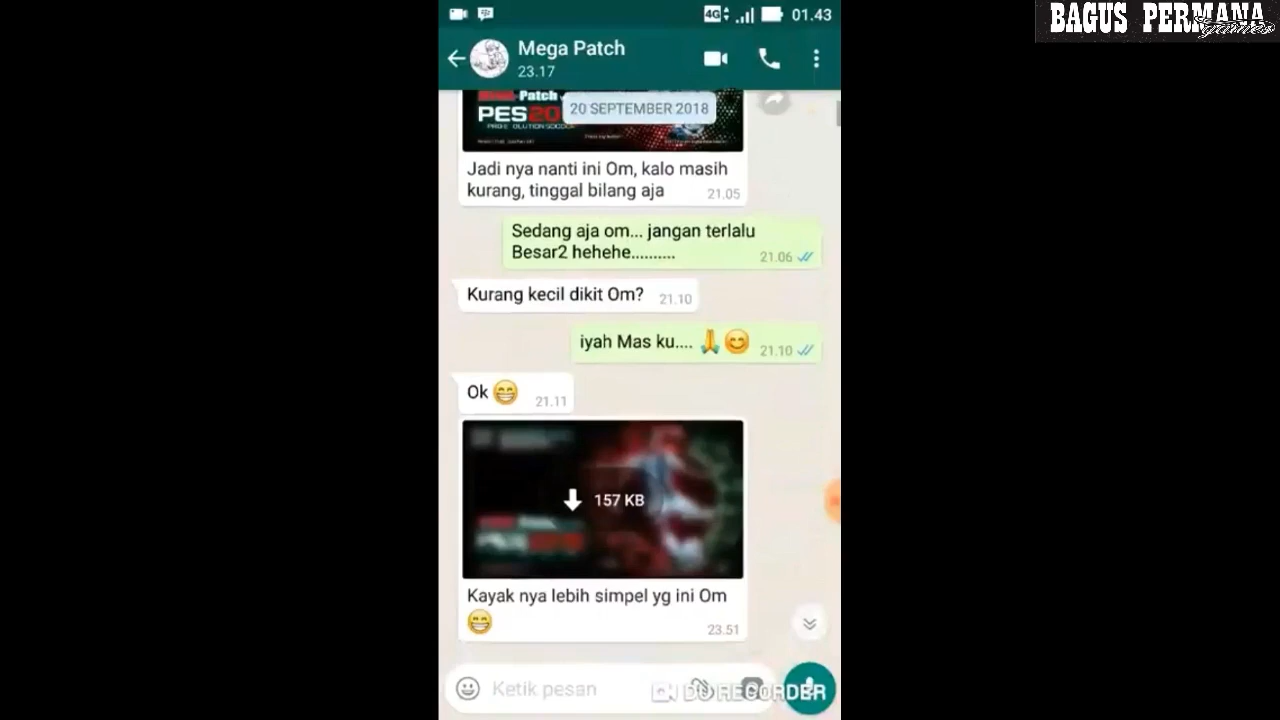 BAGUS PERMANA
games
4G
01.43
Mega Patch
23.17
Patch
PES20
20 SEPTEMBER 2018
Jadi nya nanti ini Om, kalo masih
kurang, tinggal bilang aja
21.05
Sedang aja om... jangan terlalu
Besar2 hehehe..........
21.06
Kurang kecil dikit Om?
21.10
iyah Mas ku.... 🙏😊
21.10
Ok 😁
21.11
157 KB
Kayak nya lebih simpel yg ini Om
😁
23.51
Ketik pesan
DU RECORDER